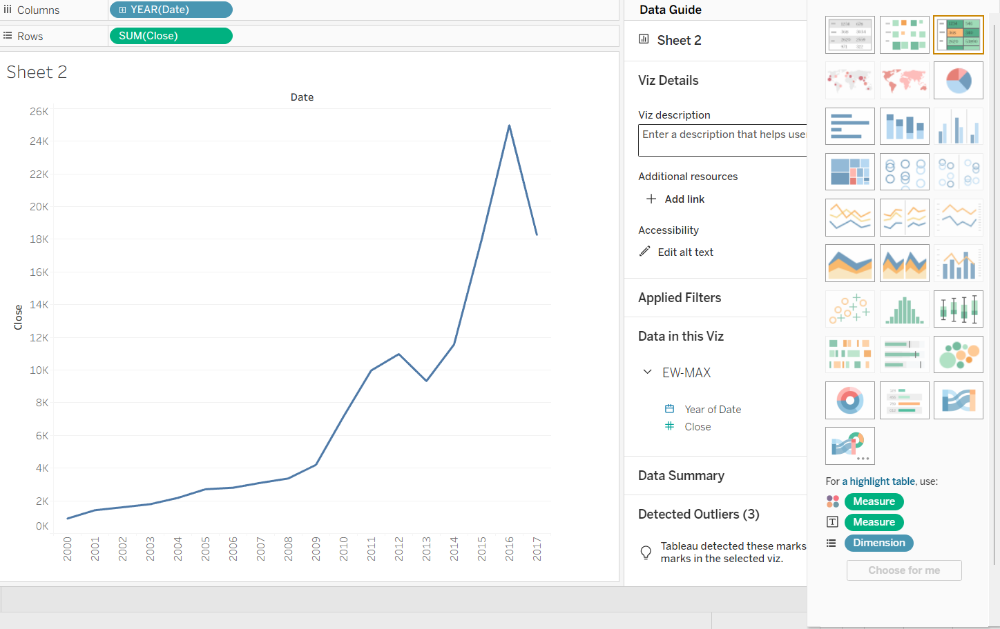 Columns
YEAR(Date)
Rows
SUM(Close)
Sheet 2
Date
26K
24K
22K
20K
18K
16K
14K
12K
10K
8K
6K
4K
2K
0K
Close
2000
2001
2002
2003
2004
2005
2006
2007
2008
2009
2010
2011
2012
2013
2014
2015
2016
2017
Data Guide
Sheet 2
Viz Details
Viz description
Enter a description that helps use
Additional resources
Add link
Accessibility
Edit alt text
Applied Filters
Data in this Viz
EW-MAX
Year of Date
Close
Data Summary
Detected Outliers (3)
Tableau detected these marks
marks in the selected viz.
For a highlight table, use:
Measure
T
Measure
Dimension
Choose for me